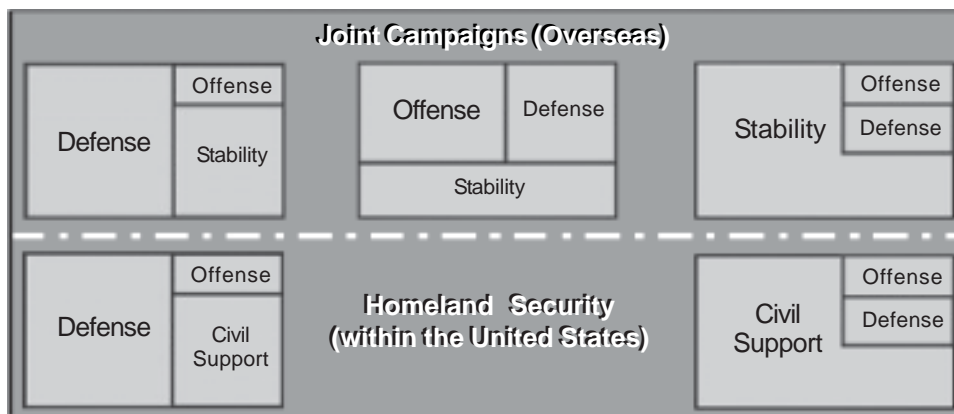 Joint Campaigns (Overseas)
Defense
Offense
Stability
Offense
Defense
Stability
Stability
Offense
Defense
Defense
Offense
Civil
Support
Homeland Security
(within the United States)
Civil
Support
Offense
Defense